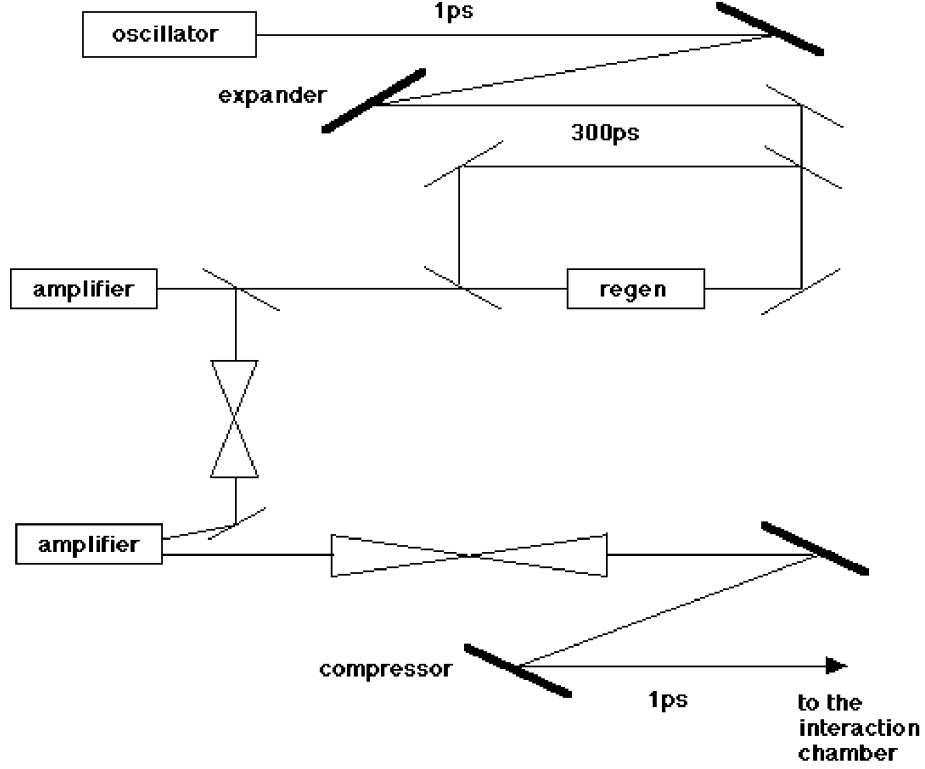 1ps
oscillator
expander
300ps
amplifier
regen
amplifier
compressor
1ps
to the
interaction
chamber